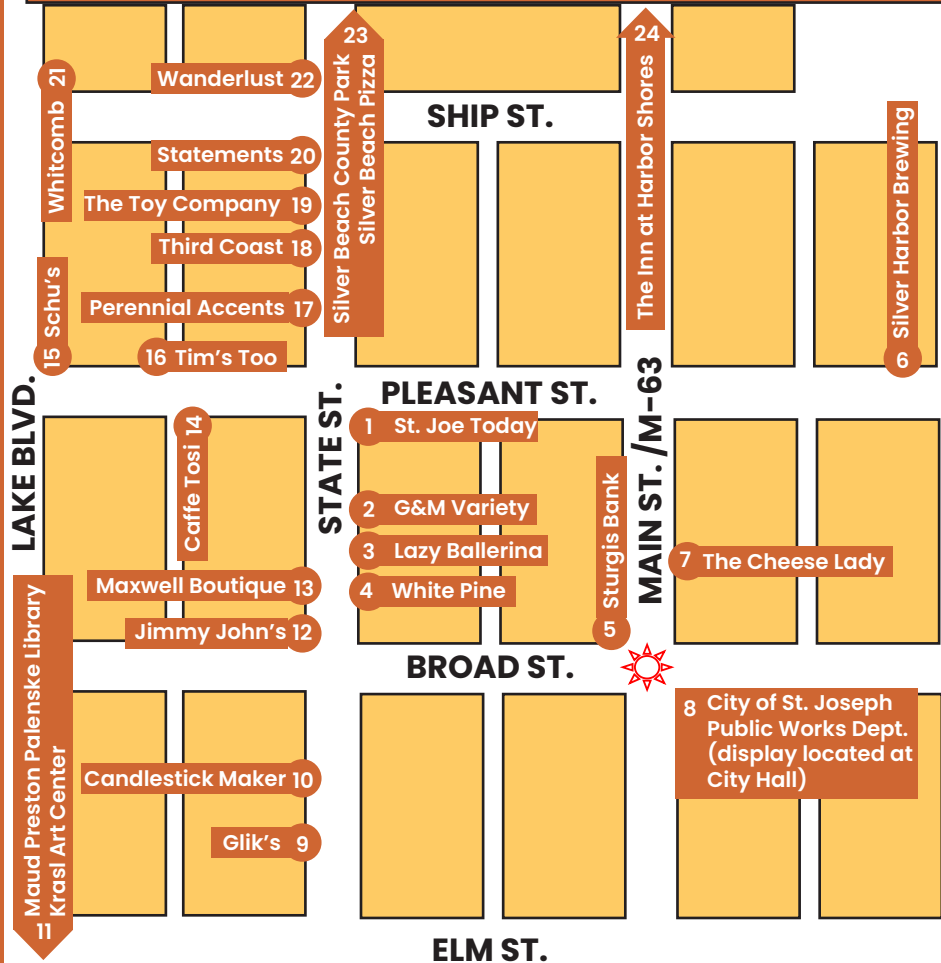 23
Silver Beach County Park
Silver Beach Pizza
24
The Inn at Harbor Shores
Whitcomb 21
Wanderlust 22
SHIP ST.
Statements 20
The Toy Company 19
Third Coast 18
Perennial Accents 17
15 Schu's
16 Tim's Too
6 Silver Harbor Brewing
LAKE BLVD.
STATE ST.
PLEASANT ST.
MAIN ST. /M-63
Caffe Tosi 14
1 St. Joe Today
2 G&M Variety
3 Lazy Ballerina
4 White Pine
5 Sturgis Bank
7 The Cheese Lady
Maxwell Boutique 13
Jimmy John's 12
BROAD ST.
Maud Preston Palenske Library
Krasl Art Center
11
8 City of St. Joseph
Public Works Dept.
(display located at
City Hall)
Candlestick Maker 10
Glik's 9
ELM ST.